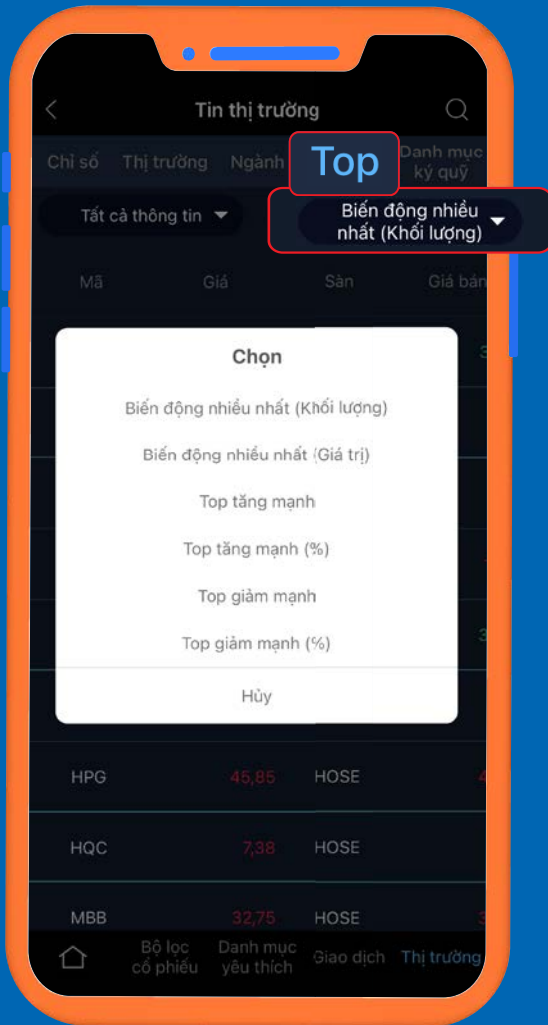 Tin thị trường
Chỉ số Thị trường Ngành Top Danh mục
ký quỹ
Tất cả thông tin
Biến động nhiều
nhất (Khối lượng)
Mã Giá Sàn Giá bán
3
Chọn
Biến động nhiều nhất (Khối lượng)
Biến động nhiều nhất (Giá trị)
Top tăng mạnh
Top tăng mạnh (%)
Top giảm mạnh
3
Top giảm mạnh (%)
Hủy
HPG 45,85 HOSE 4
HQC 7,38 HOSE
MBB 32,75 HOSE 3
Bộ lọc
cổ phiếu
Danh mục
yêu thích
Giao dịch Thị trường